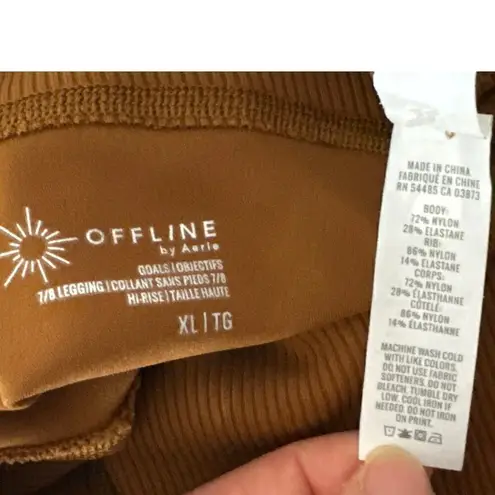 OFFLINE
by Aerie
GOALS | OBJECTIFS
7/8 LEGGING | COLLANT SANS PIEDS 7/8
HI-RISE | TAILLE HAUTE
XL | TG
MADE IN CHINA
FABRIQUÉ EN CHINE
RN 54485 CA 03873
BODY:
72% NYLON
28% ELASTANE
RIB:
86% NYLON
14% ELASTANE
CORPS:
72% NYLON
28% ÉLASTHANNE
CÔTELÉ:
86% NYLON
14% ÉLASTHANNE
MACHINE WASH COLD
WITH LIKE COLORS.
DO NOT USE FABRIC
SOFTENERS. DO NOT
BLEACH. TUMBLE DRY
LOW. COOL IRON IF
NEEDED. DO NOT IRON
ON PRINT.